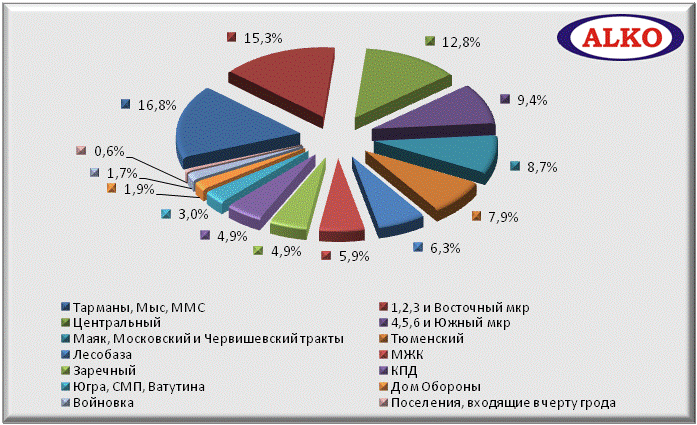 ALKO
15,3%
12,8%
16,8%
9,4%
0,6%
8,7%
1,7%
1,9%
7,9%
3,0%
4,9%
4,9%
5,9%
6,3%
Тарманы, Мыс, ММС
1,2,3 и Восточный мкр
Центральный
4,5,6 и Южный мкр
Маяк, Московский и Червишевский тракты
Тюменский
Лесобаза
МЖК
Заречный
КПД
Югра, СМП, Ватутина
Дом Обороны
Войновка
Поселения, входящие в черту грода